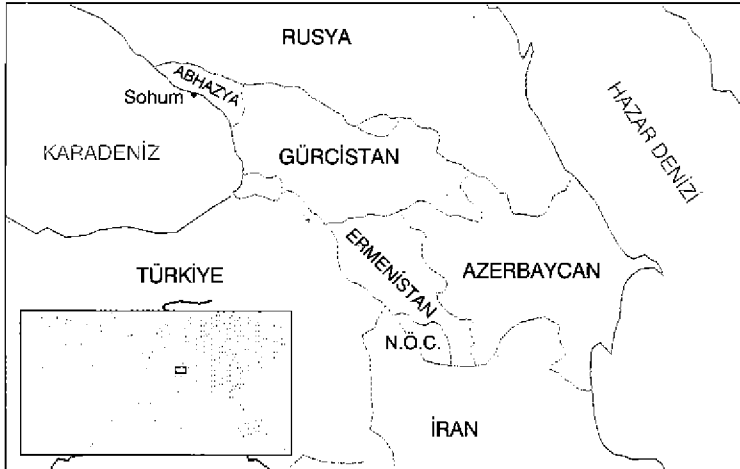 RUSYA
ABHAZYA
Sohum
HAZAR DENİZİ
KARADENİZ
GÜRCİSTAN
ERMENİSTAN
AZERBAYCAN
TÜRKİYE
N.Ö.C.
İRAN